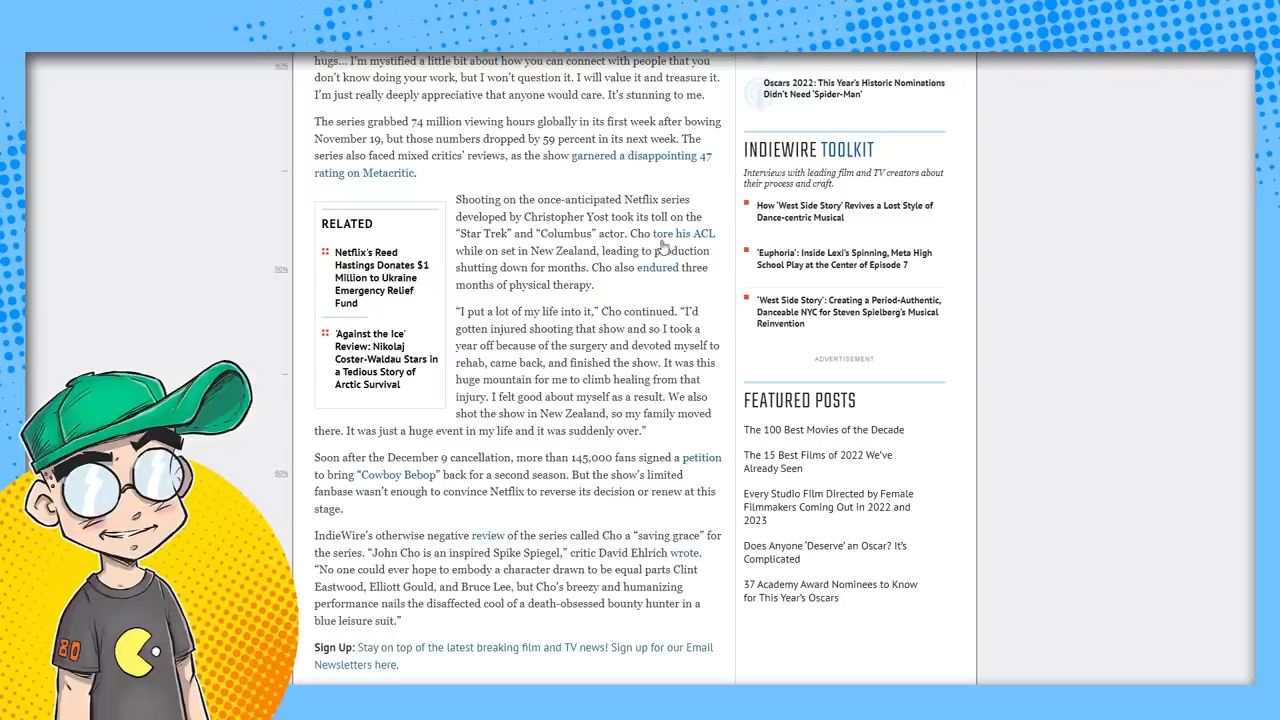 hugs... I'm mystified a little bit about how you can connect with people that you
don't know doing your work, but I won't question it. I will value it and treasure it.
I'm just really deeply appreciative that anyone would care. It's stunning to me.
The series grabbed 74 million viewing hours globally in its first week after bowing
November 19, but those numbers dropped by 59 percent in its next week. The
series also faced mixed critics' reviews, as the show garnered a disappointing 47
rating on Metacritic.
RELATED
Netflix's Reed
Hastings Donates $1
Million to Ukraine
Emergency Relief
Fund
'Against the Ice'
Review: Nikolaj
Coster-Waldau Stars in
a Tedious Story of
Arctic Survival
Shooting on the once-anticipated Netflix series
developed by Christopher Yost took its toll on the
"Star Trek" and "Columbus" actor. Cho tore his ACL
while on set in New Zealand, leading to production
shutting down for months. Cho also endured three
months of physical therapy.
"I put a lot of my life into it," Cho continued. "I'd
gotten injured shooting that show and so I took a
year off because of the surgery and devoted myself to
rehab, came back, and finished the show. It was this
huge mountain for me to climb healing from that
injury. I felt good about myself as a result. We also
shot the show in New Zealand, so my family moved
there. It was just a huge event in my life and it was suddenly over."
Soon after the December 9 cancellation, more than 145,000 fans signed a petition
to bring "Cowboy Bebop" back for a second season. But the show's limited
fanbase wasn't enough to convince Netflix to reverse its decision or renew at this
stage.
IndieWire's otherwise negative review of the series called Cho a "saving grace" for
the series. "John Cho is an inspired Spike Spiegel," critic David Ehlrich wrote.
"No one could ever hope to embody a character drawn to be equal parts Clint
Eastwood, Elliott Gould, and Bruce Lee, but Cho's breezy and humanizing
performance nails the disaffected cool of a death-obsessed bounty hunter in a
blue leisure suit."
Sign Up: Stay on top of the latest breaking film and TV news! Sign up for our Email
Newsletters here.
Oscars 2022: This Year's Historic Nominations
Didn't Need 'Spider-Man'
INDIEWIRE TOOLKIT
Interviews with leading film and TV creators about
their process and craft.
How 'West Side Story' Revives a Lost Style of
Dance-centric Musical
'Euphoria': Inside Lexi's Spinning, Meta High
School Play at the Center of Episode 7
'West Side Story': Creating a Period-Authentic,
Danceable NYC for Steven Spielberg's Musical
Reinvention
ADVERTISEMENT
FEATURED POSTS
The 100 Best Movies of the Decade
The 15 Best Films of 2022 We've
Already Seen
Every Studio Film Directed by Female
Filmmakers Coming Out in 2022 and
2023
Does Anyone 'Deserve' an Oscar? It's
Complicated
37 Academy Award Nominees to Know
for This Year's Oscars
40%
50%
60%
80